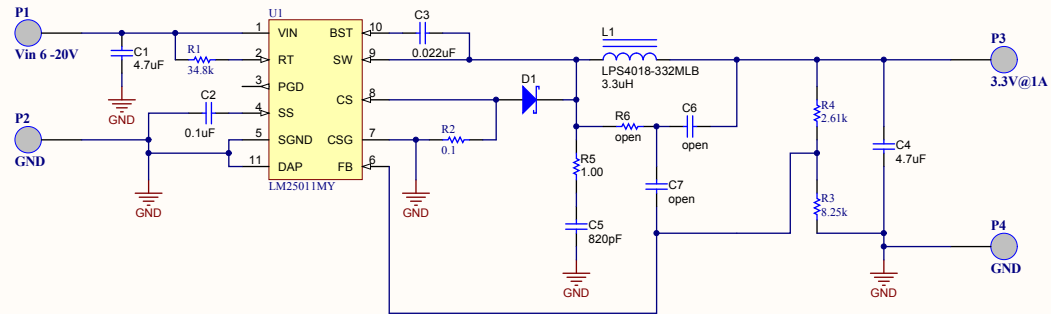 P1
Vin 6 -20V
C1
4.7uF
GND
R1
34.8k
P2
GND
C2
0.1uF
GND
U1
1 VIN BST 10
2 RT SW 9
3 PGD
CS 8
4 SS
5 SGND CSG 7
11 DAP FB 6
LM25011MY
C3
0.022uF
R2
0.1
GND
D1
L1
LPS4018-332MLB
3.3uH
R6
open
C6
open
R5
1.00
C7
open
C5
820pF
GND
R4
2.61k
R3
8.25k
C4
4.7uF
GND
P3
3.3V@1A
P4
GND